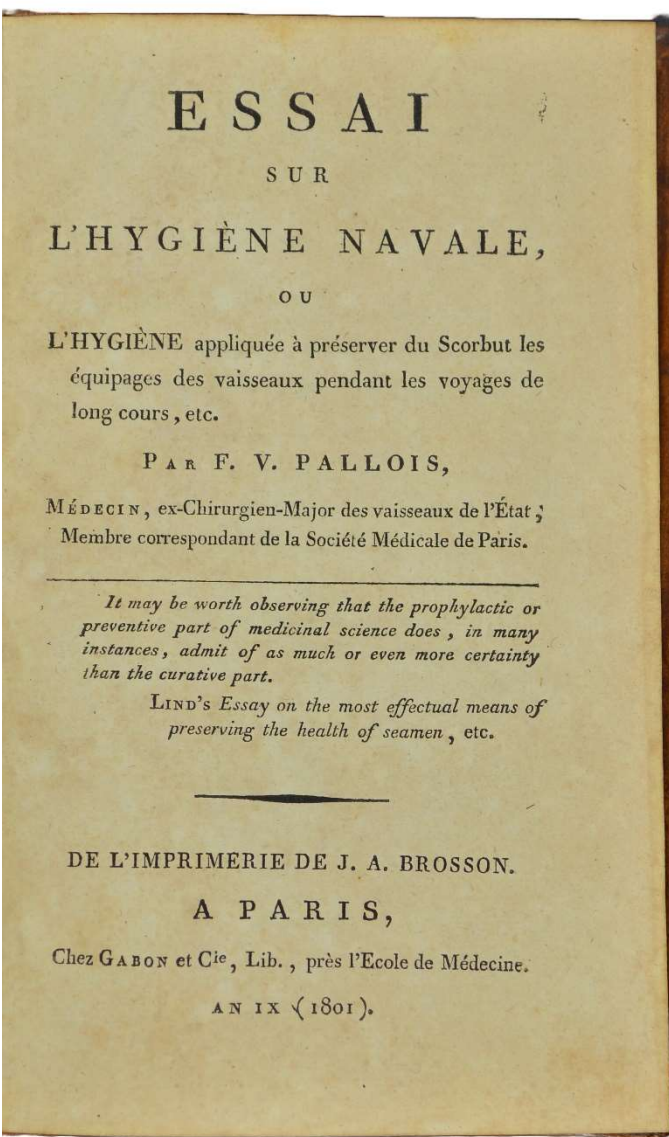 ESSAI
SUR
L'HYGIÈNE NAVALE,
OU
L'HYGIÈNE appliquée à préserver du Scorbut les
équipages des vaisseaux pendant les voyages de
long cours, etc.
PAR F. V. PALLOIS,
MÉDECIN, ex-Chirurgien-Major des vaisseaux de l'État;
Membre correspondant de la Société Médicale de Paris.
It may be worth observing that the prophylactic or
preventive part of medicinal science does, in many
instances, admit of as much or even more certainty
than the curative part.
LIND's Essay on the most effectual means of
preserving the health of seamen, etc.
DE L'IMPRIMERIE DE J. A. BROSSON.
A PARIS,
Chez GABON et Cie, Lib., près l'Ecole de Médecine.
AN IX (1801).